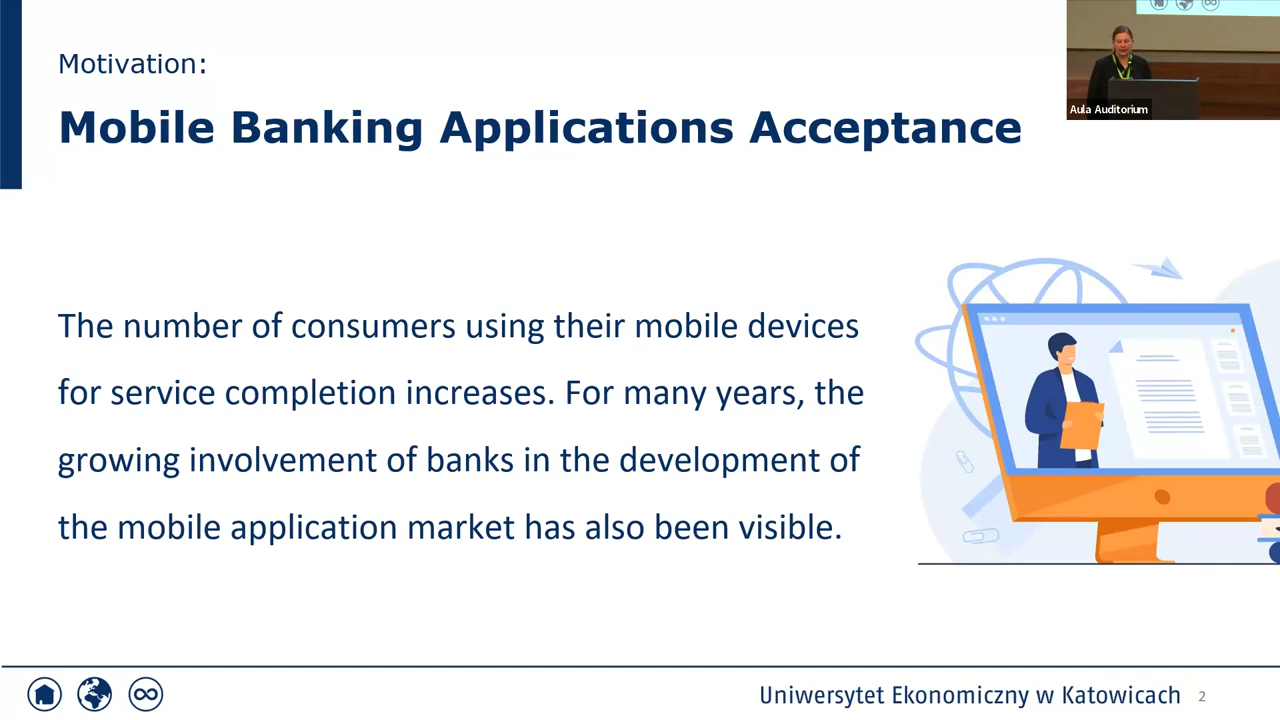 Motivation:
Mobile Banking Applications Acceptance
Aula Auditorium
The number of consumers using their mobile devices
for service completion increases. For many years, the
growing involvement of banks in the development of
the mobile application market has also been visible.
Uniwersytet Ekonomiczny w Katowicach
2